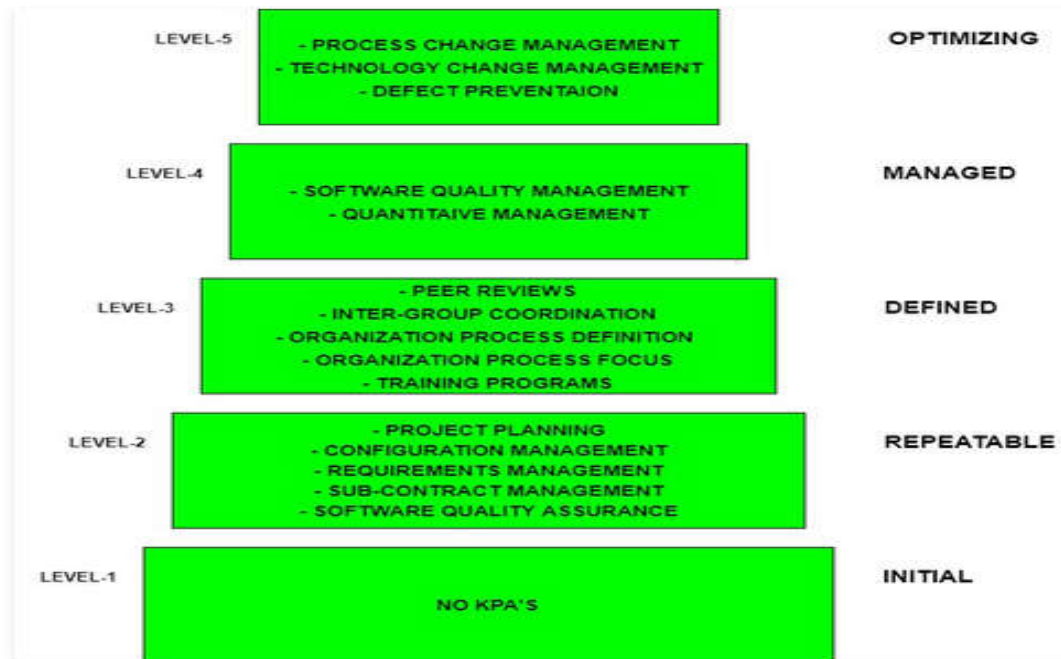 LEVEL-5
- PROCESS CHANGE MANAGEMENT
- TECHNOLOGY CHANGE MANAGEMENT
- DEFECT PREVENTAION
OPTIMIZING
LEVEL-4
- SOFTWARE QUALITY MANAGEMENT
- QUANTITAIVE MANAGEMENT
MANAGED
LEVEL-3
- PEER REVIEWS
- INTER-GROUP COORDINATION
- ORGANIZATION PROCESS DEFINITION
- ORGANIZATION PROCESS FOCUS
- TRAINING PROGRAMS
DEFINED
LEVEL-2
- PROJECT PLANNING
- CONFIGURATION MANAGEMENT
- REQUIREMENTS MANAGEMENT
- SUB-CONTRACT MANAGEMENT
- SOFTWARE QUALITY ASSURANCE
REPEATABLE
LEVEL-1
NO KPA'S
INITIAL